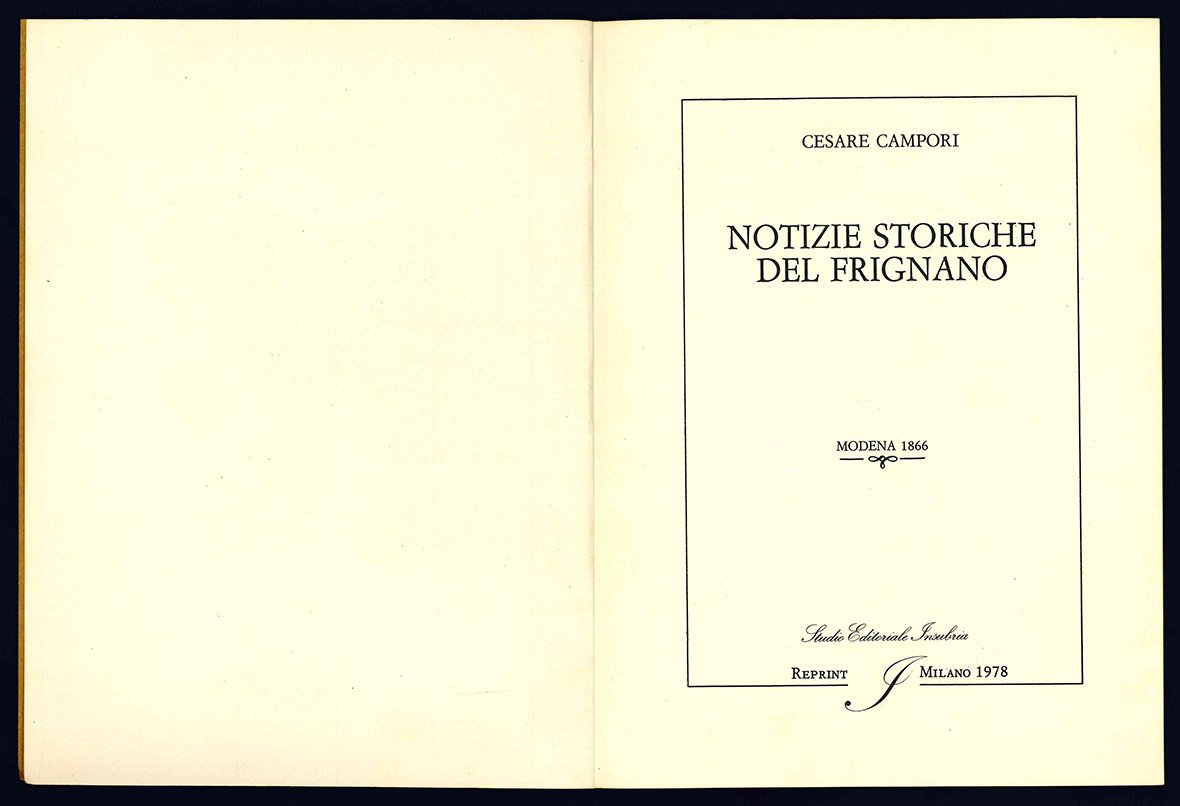 CESARE CAMPORI
NOTIZIE STORICHE
DEL FRIGNANO
MODENA 1866
Studio Editoriale Insubria
REPRINT I MILANO 1978